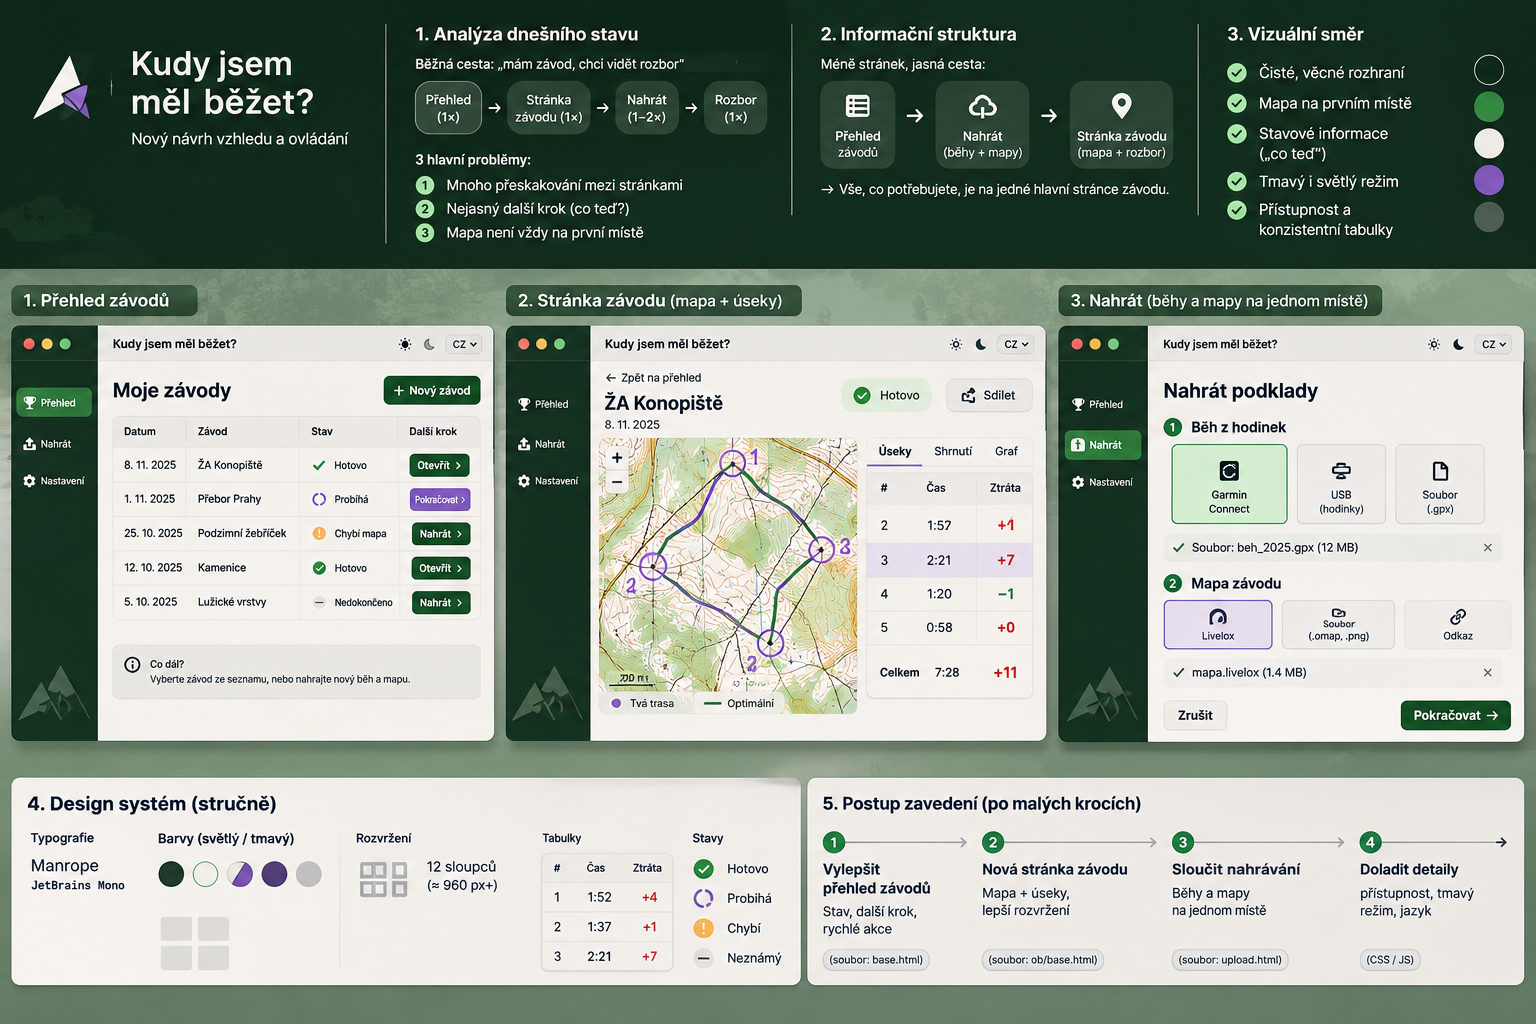 Kudy jsem
měl běžet?
Nový návrh vzhledu a ovládání
1. Analýza dnešního stavu
Běžná cesta: „mám závod, chci vidět rozbor“
Přehled
(1×)
Stránka
závodu (1×)
Nahrát
(1–2×)
Rozbor
(1×)
3 hlavní problémy:
1 Mnoho přeskakování mezi stránkami
2 Nejasný další krok (co teď?)
3 Mapa není vždy na první místě
2. Informační struktura
Méně stránek, jasná cesta:
Přehled
závodů
Nahrát
(běhy + mapy)
Stránka závodu
(mapa + rozbor)
→ Vše, co potřebujete, je na jedné hlavní stránce závodu.
3. Vizuální směr
Čisté, věcné rozhraní
Mapa na prvním místě
Stavové informace
(„co teď“)
Tmavý i světlý režim
Přístupnost a
konzistentní tabulky
1. Přehled závodů
Kudy jsem měl běžet?
CZ
Přehled
Nahrát
Nastavení
Moje závody
+ Nový závod
Datum Závod Stav Další krok
8. 11. 2025 ŽA Konopiště Hotovo Otevřít >
1. 11. 2025 Přebor Prahy Probíhá Pokračovat >
25. 10. 2025 Podzimní žebříček Chybí mapa Nahrát >
12. 10. 2025 Kamenice Hotovo Otevřít >
5. 10. 2025 Lužické vrstvy Nedokončeno Nahrát >
Co dál?
Vyberte závod ze seznamu, nebo nahrajte nový běh a mapu.
2. Stránka závodu (mapa + úseky)
Kudy jsem měl běžet?
CZ
Přehled
Nahrát
Nastavení
← Zpět na přehled
ŽA Konopiště
8. 11. 2025
Hotovo
Sdílet
+
−
1
3
2
2
Tvá trasa
Optimální
Úseky Shrnutí Graf
# Čas Ztráta
2 1:57 +1
3 2:21 +7
4 1:20 −1
5 0:58 +0
Celkem 7:28 +11
3. Nahrát (běhy a mapy na jednom místě)
Kudy jsem měl běžet?
CZ
Přehled
Nahrát
Nastavení
Nahrát podklady
1 Běh z hodinek
Garmin
Connect
USB
(hodinky)
Soubor
(.gpx)
Soubor: beh_2025.gpx (12 MB)
2 Mapa závodu
Livelox
Soubor
(.omap, .png)
Odkaz
mapa.livelox (1.4 MB)
Zrušit
Pokračovat →
4. Design systém (stručně)
Typografie
Manrope
JetBrains Mono
Barvy (světlý / tmavý)
Rozvržení
12 sloupců
(≈ 960 px+)
Tabulky
# Čas Ztráta
1 1:52 +4
2 1:37 +1
3 2:21 +7
Stavy
Hotovo
Probíhá
Chybí
Neznámý
5. Postup zavedení (po malých krocích)
1
Vylepšit
přehled závodů
Stav, další krok,
rychlé akce
(soubor: base.html)
2
Nová stránka závodu
Mapa + úseky,
lepší rozvržení
(soubor: ob/base.html)
3
Sloučit nahrávání
Běhy a mapy
na jednom místě
(soubor: upload.html)
4
Doladit detaily
přístupnost, tmavý
režim, jazyk
(CSS / JS)